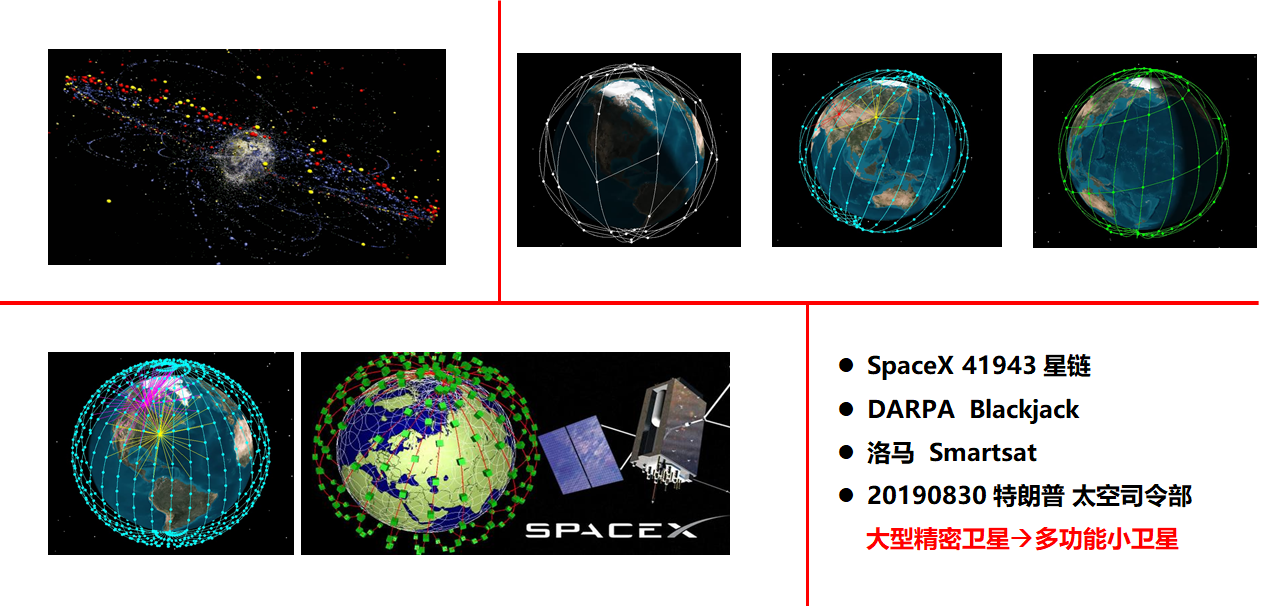 SPACEX
SpaceX 41943 星链
DARPA Blackjack
洛马 Smartsat
20190830 特朗普 太空司令部
大型精密卫星→多功能小卫星